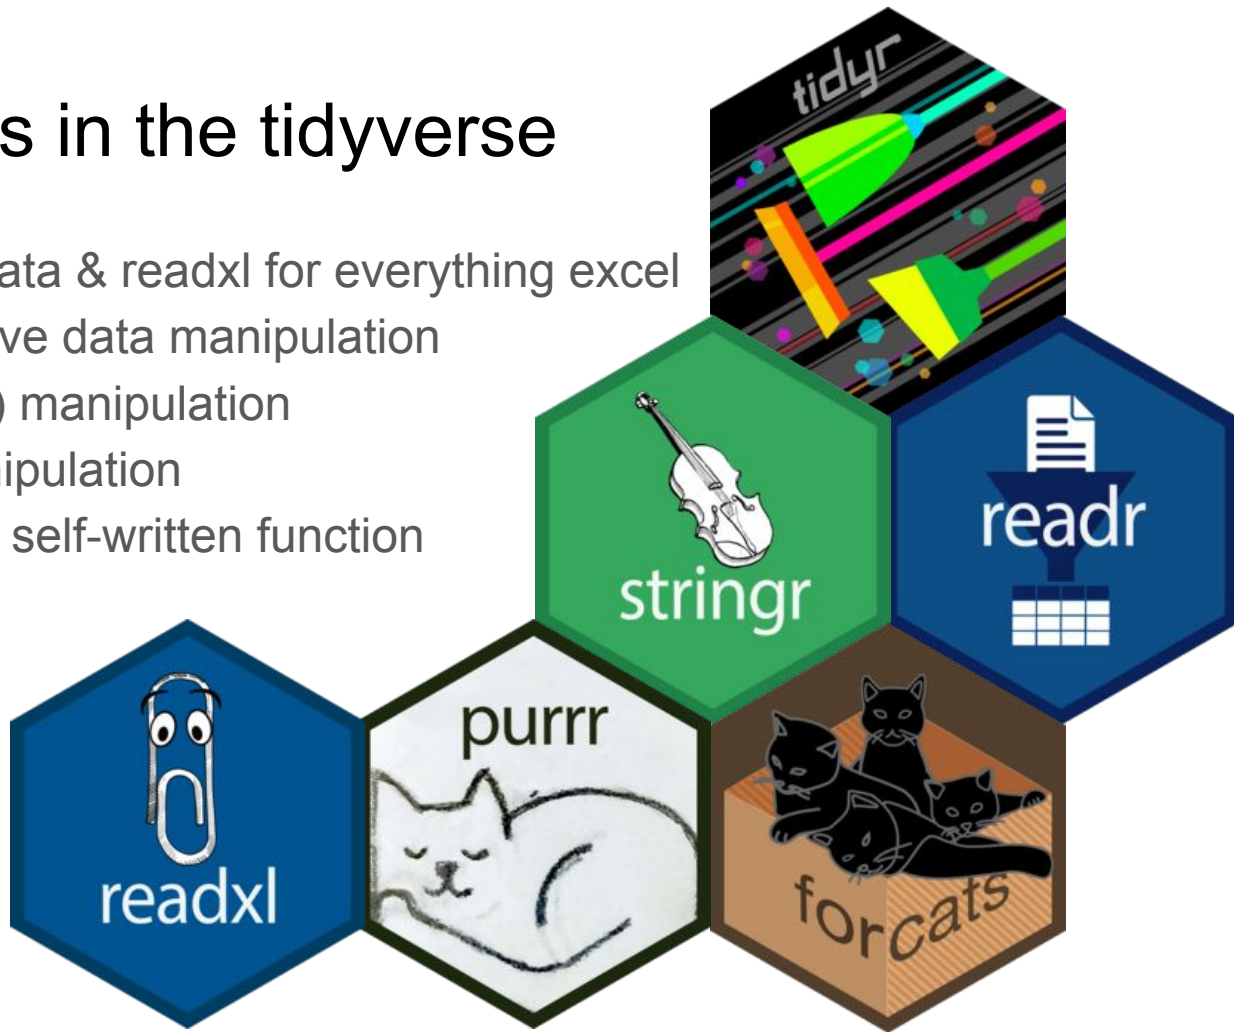 s in the tidyverse
ata & readxl for everything excel
ve data manipulation
) manipulation
nipulation
self-written function
tidyr
stringr
readr
readxl
purrr
forcats